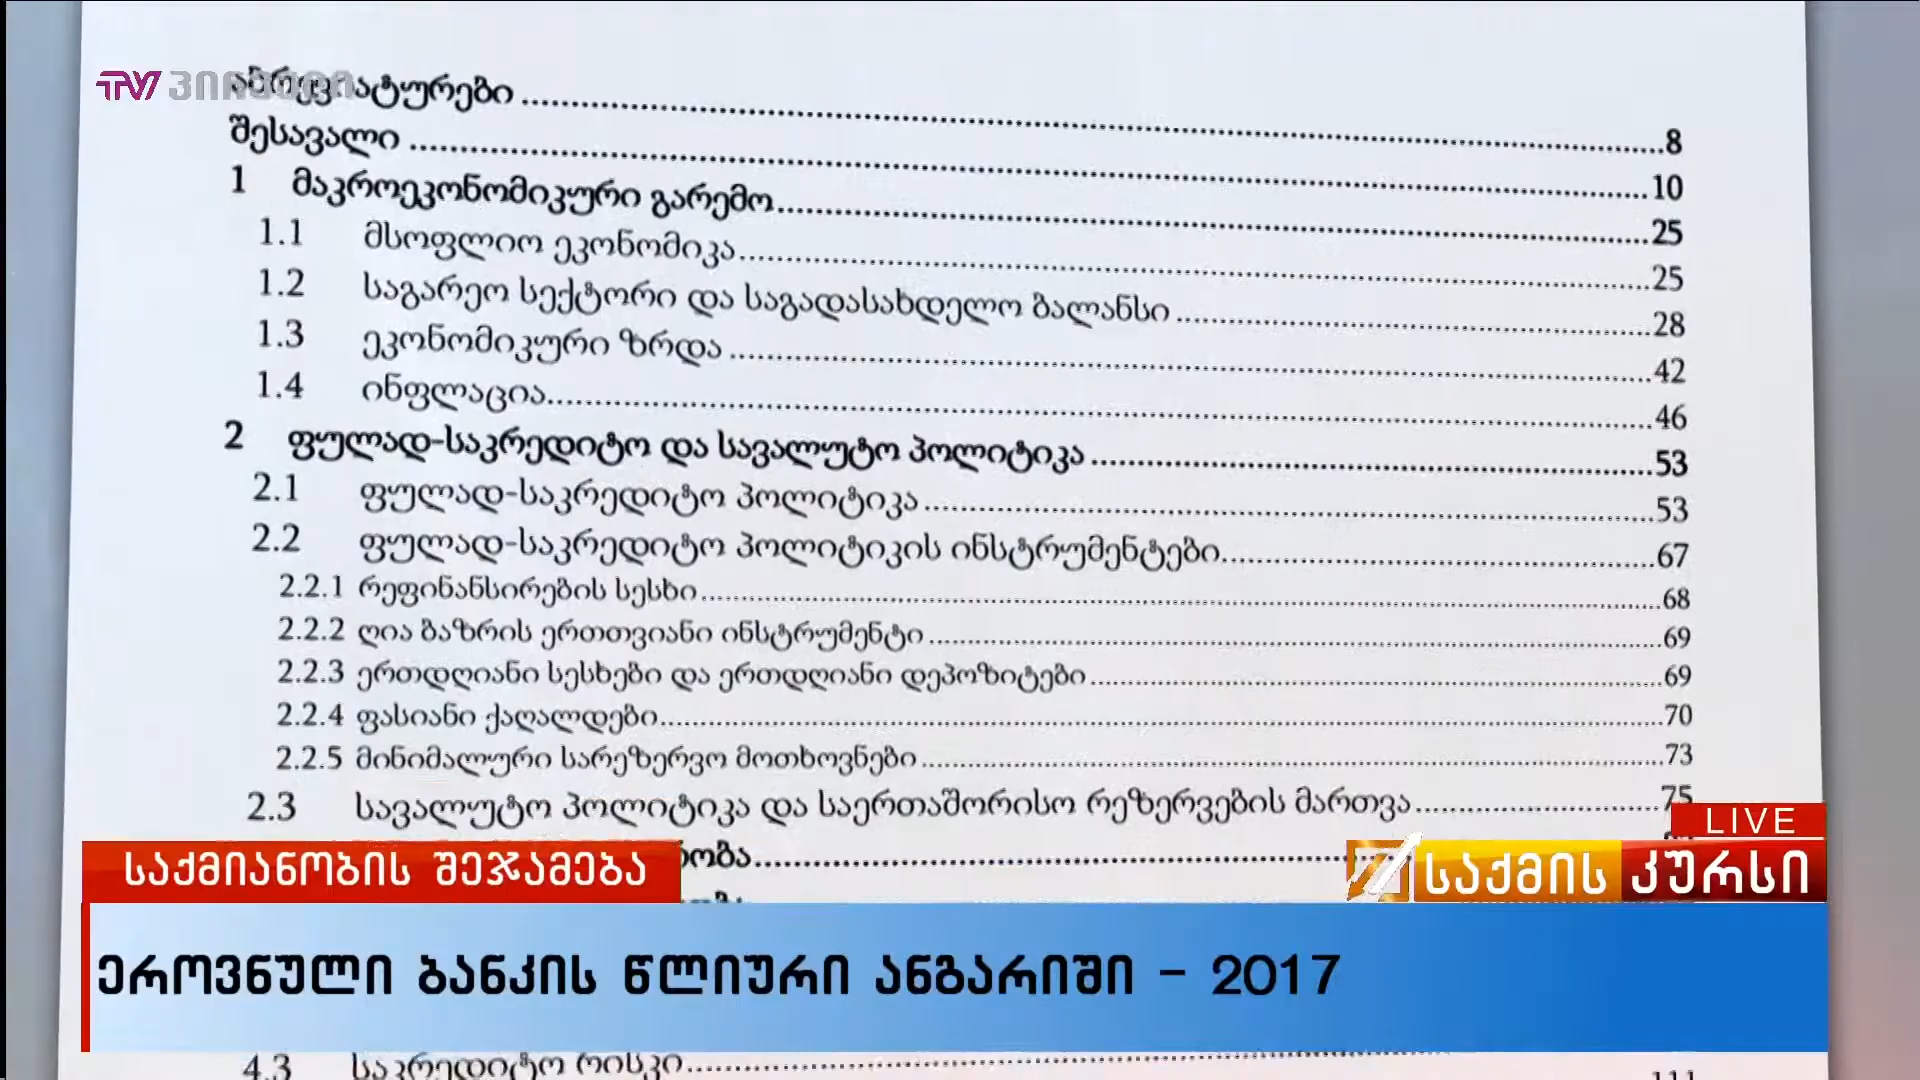 TV პირველი
აბრევიატურები ........ 8
შესავალი ........ 10
1 მაკროეკონომიკური გარემო ........ 25
1.1 მსოფლიო ეკონომიკა ........ 25
1.2 საგარეო სექტორი და საგადასახდელო ბალანსი ........ 28
1.3 ეკონომიკური ზრდა ........ 42
1.4 ინფლაცია ........ 46
2 ფულად-საკრედიტო და სავალუტო პოლიტიკა ........ 53
2.1 ფულად-საკრედიტო პოლიტიკა ........ 53
2.2 ფულად-საკრედიტო პოლიტიკის ინსტრუმენტები ........ 67
2.2.1 რეფინანსირების სესხი ........ 68
2.2.2 ღია ბაზრის ერთთვიანი ინსტრუმენტი ........ 69
2.2.3 ერთდღიანი სესხები და ერთდღიანი დეპოზიტები ........ 69
2.2.4 ფასიანი ქაღალდები ........ 70
2.2.5 მინიმალური სარეზერვო მოთხოვნები ........ 73
2.3 სავალუტო პოლიტიკა და საერთაშორისო რეზერვების მართვა ........ 75
LIVE
საქმიანობის შეჯამება
საქმის კურსი
ეროვნული ბანკის წლიური ანგარიში - 2017
4.3 საკრედიტო რისკი ........ 111